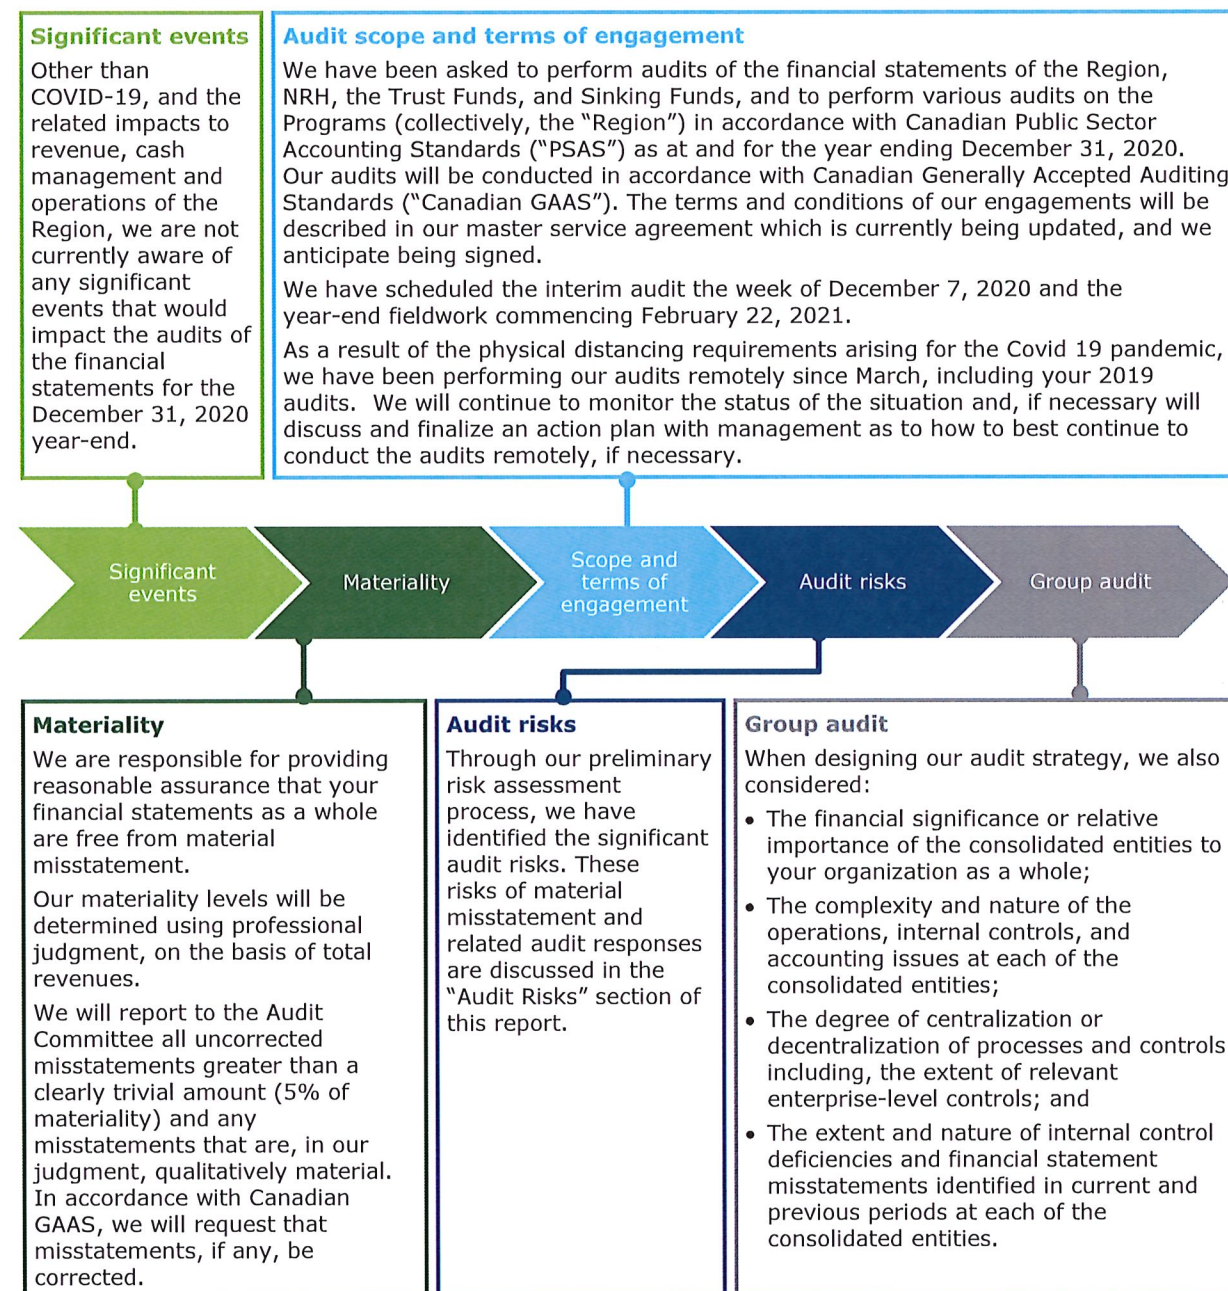 Significant events
Other than
COVID-19, and the
related impacts to
revenue, cash
management and
operations of the
Region, we are not
currently aware of
any significant
events that would
impact the audits of
the financial
statements for the
December 31, 2020
year-end.
Audit scope and terms of engagement
We have been asked to perform audits of the financial statements of the Region,
NRH, the Trust Funds, and Sinking Funds, and to perform various audits on the
Programs (collectively, the “Region”) in accordance with Canadian Public Sector
Accounting Standards (“PSAS”) as at and for the year ending December 31, 2020.
Our audits will be conducted in accordance with Canadian Generally Accepted Auditing
Standards (“Canadian GAAS”). The terms and conditions of our engagements will be
described in our master service agreement which is currently being updated, and we
anticipate being signed.
We have scheduled the interim audit the week of December 7, 2020 and the
year-end fieldwork commencing February 22, 2021.
As a result of the physical distancing requirements arising for the Covid 19 pandemic,
we have been performing our audits remotely since March, including your 2019
audits. We will continue to monitor the status of the situation and, if necessary will
discuss and finalize an action plan with management as to how to best continue to
conduct the audits remotely, if necessary.
Significant
events
Materiality
Scope and
terms of
engagement
Audit risks
Group audit
Materiality
We are responsible for providing
reasonable assurance that your
financial statements as a whole
are free from material
misstatement.
Our materiality levels will be
determined using professional
judgment, on the basis of total
revenues.
We will report to the Audit
Committee all uncorrected
misstatements greater than a
clearly trivial amount (5% of
materiality) and any
misstatements that are, in our
judgment, qualitatively material.
In accordance with Canadian
GAAS, we will request that
misstatements, if any, be
corrected.
Audit risks
Through our preliminary
risk assessment
process, we have
identified the significant
audit risks. These
risks of material
misstatement and
related audit responses
are discussed in the
“Audit Risks” section of
this report.
Group audit
When designing our audit strategy, we also
considered:
• The financial significance or relative
importance of the consolidated entities to
your organization as a whole;
• The complexity and nature of the
operations, internal controls, and
accounting issues at each of the
consolidated entities;
• The degree of centralization or
decentralization of processes and controls
including, the extent of relevant
enterprise-level controls; and
• The extent and nature of internal control
deficiencies and financial statement
misstatements identified in current and
previous periods at each of the
consolidated entities.